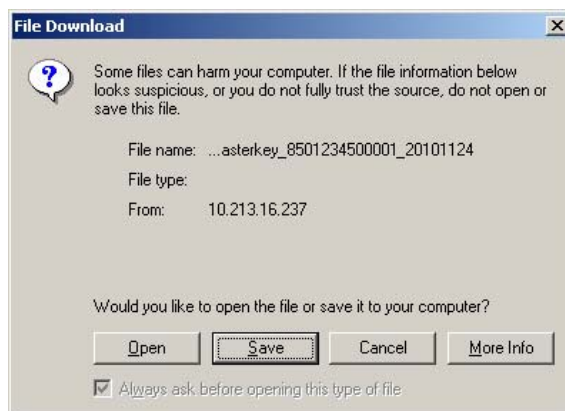 File Download
Some files can harm your computer. If the file information below
looks suspicious, or you do not fully trust the source, do not open or
save this file.
File name: ...asterkey_8501234500001_20101124
File type:
From: 10.213.16.237
Would you like to open the file or save it to your computer?
Open Save Cancel More Info
Always ask before opening this type of file